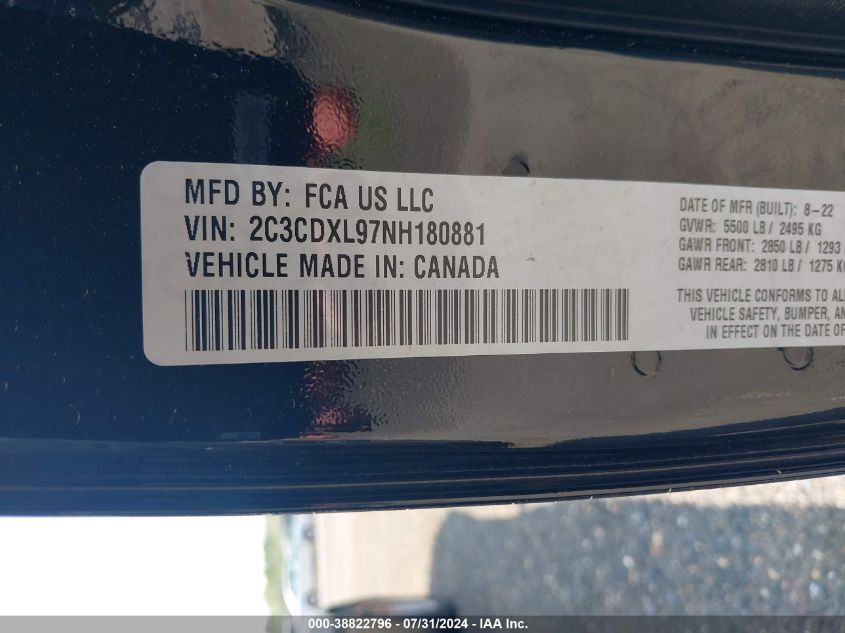 MFD BY: FCA US LLC
VIN: 2C3CDXL97NH180881
VEHICLE MADE IN: CANADA
DATE OF MFR (BUILT): 8-22
GVWR: 5500 LB / 2495 KG
GAWR FRONT: 2850 LB / 1293
GAWR REAR: 2810 LB / 1275 KG
THIS VEHICLE CONFORMS TO
VEHICLE SAFETY, BUMPER,
IN EFFECT ON THE DATE OF
000-38822796 - 07/31/2024 - IAA Inc.